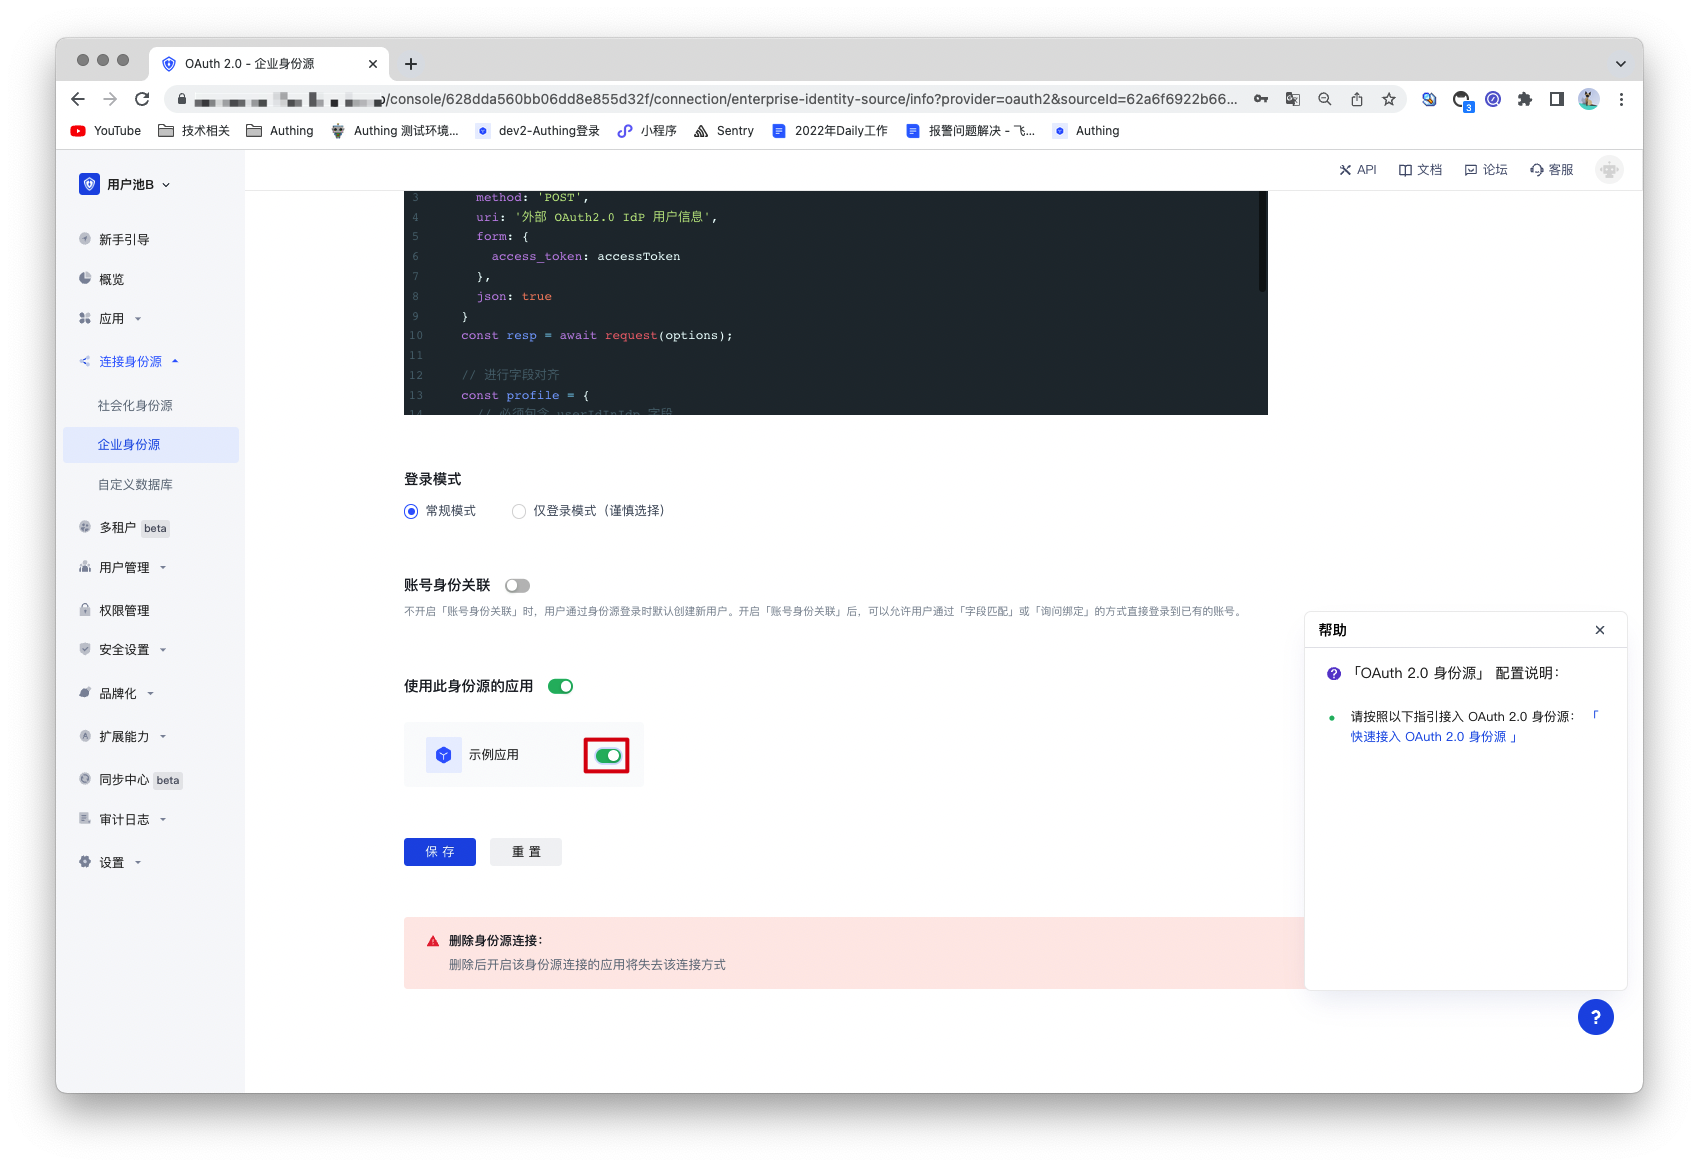 OAuth 2.0 - 企业身份源
/console/628dda560bb06dd8e855d32f/connection/enterprise-identity-source/info?provider=oauth2&sourceId=62a6f6922b66...
3
YouTube
技术相关
Authing
Authing 测试环境...
dev2-Authing登录
小程序
Sentry
2022年Daily工作
报警问题解决 - 飞...
Authing
用户池B
API
文档
论坛
客服
新手引导
概览
应用
连接身份源
社会化身份源
企业身份源
自定义数据库
多租户 beta
用户管理
权限管理
安全设置
品牌化
扩展能力
同步中心 beta
审计日志
设置
3 method: 'POST',
4 uri: '外部 OAuth2.0 IdP 用户信息',
5 form: {
6 access_token: accessToken
7 },
8 json: true
9 }
10 const resp = await request(options);
11
12 // 进行字段对齐
13 const profile = {
14 // 必须包含 userIdInIdp 字段
登录模式
常规模式
仅登录模式（谨慎选择）
账号身份关联
不开启「账号身份关联」时，用户通过身份源登录时默认创建新用户。开启「账号身份关联」后，可以允许用户通过「字段匹配」或「询问绑定」的方式直接登录到已有的账号。
使用此身份源的应用
示例应用
保 存
重 置
删除身份源连接：
删除后开启该身份源连接的应用将失去该连接方式
帮助
「OAuth 2.0 身份源」 配置说明：
请按照以下指引接入 OAuth 2.0 身份源： 「
快速接入 OAuth 2.0 身份源 」
?